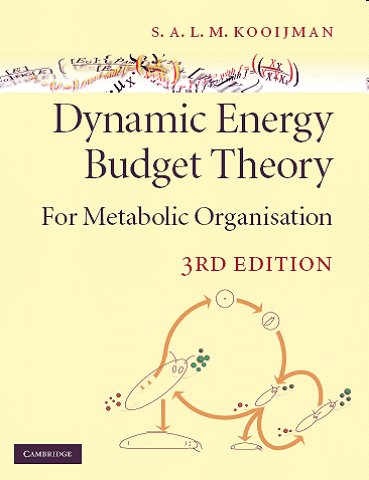 S. A. L. M. KOOIJMAN
Dynamic Energy
Budget Theory
For Metabolic Organisation
3RD EDITION
CAMBRIDGE